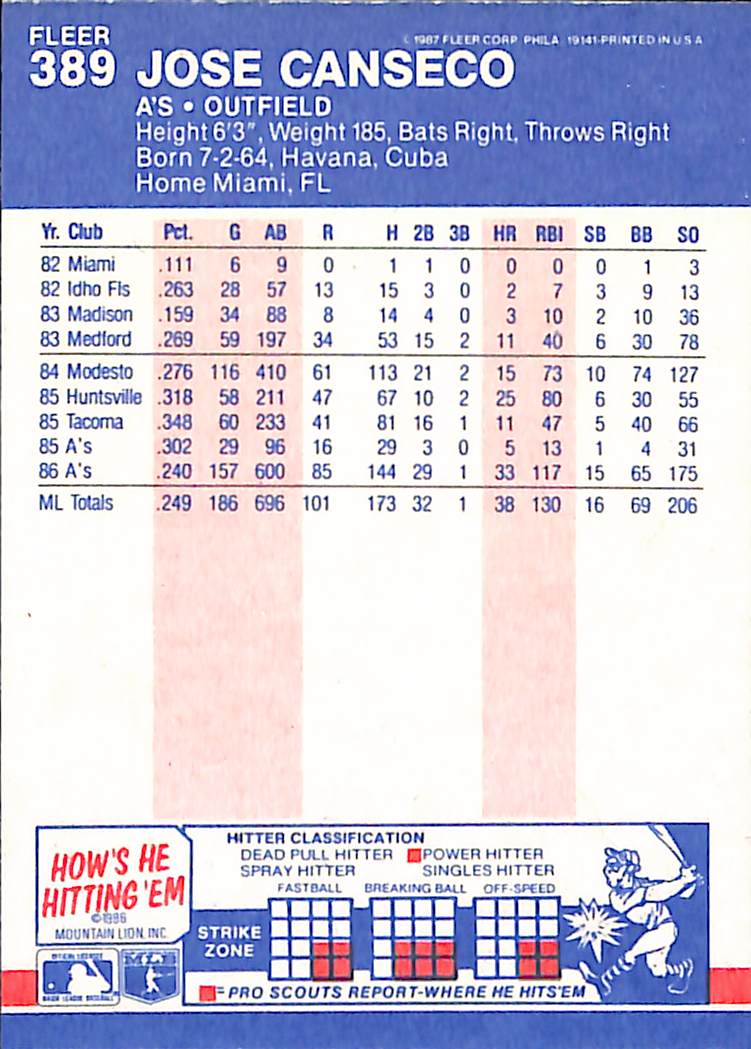 FLEER
© 1987 FLEER CORP. PHILA. 19141-PRINTED IN U S A
389 JOSE CANSECO
A'S • OUTFIELD
Height 6'3", Weight 185, Bats Right, Throws Right
Born 7-2-64, Havana, Cuba
Home Miami, FL
Yr. Club Pct. G AB R H 2B 3B HR RBI SB BB SO
82 Miami .111 6 9 0 1 1 0 0 0 0 1 3
82 Idho Fls .263 28 57 13 15 3 0 2 7 3 9 13
83 Madison .159 34 88 8 14 4 0 3 10 2 10 36
83 Medford .269 59 197 34 53 15 2 11 40 6 30 78
84 Modesto .276 116 410 61 113 21 2 15 73 10 74 127
85 Huntsville .318 58 211 47 67 10 2 25 80 6 30 55
85 Tacoma .348 60 233 41 81 16 1 11 47 5 40 66
85 A's .302 29 96 16 29 3 0 5 13 1 4 31
86 A's .240 157 600 85 144 29 1 33 117 15 65 175
ML Totals .249 186 696 101 173 32 1 38 130 16 69 206
HOW'S HE
HITTING 'EM
©1986
MOUNTAIN LION, INC.
HITTER CLASSIFICATION
DEAD PULL HITTER POWER HITTER
SPRAY HITTER SINGLES HITTER
FASTBALL BREAKING BALL OFF-SPEED
STRIKE
ZONE
=PRO SCOUTS REPORT-WHERE HE HITS'EM
OFFICIAL LICENSEE
MAJOR LEAGUE BASEBALL